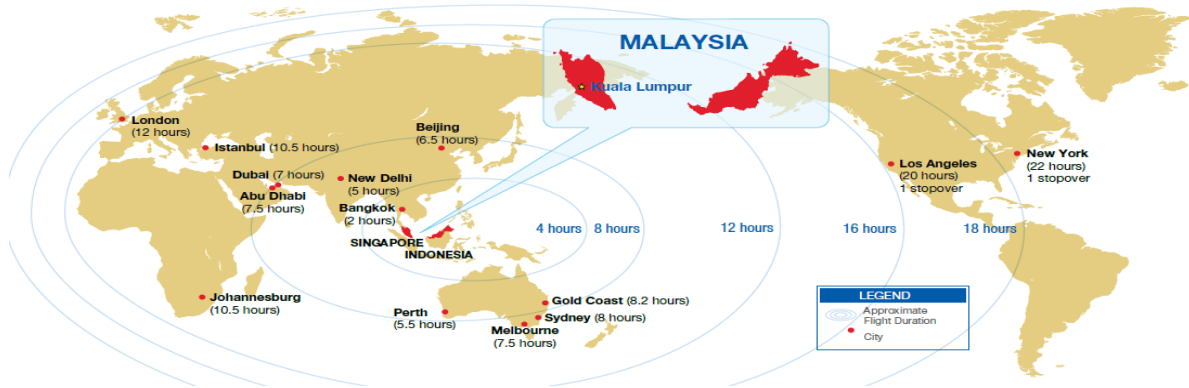 MALAYSIA
Kuala Lumpur
London
(12 hours)
Istanbul (10.5 hours)
Beijing
(6.5 hours)
Dubai (7 hours)
Abu Dhabi
(7.5 hours)
New Delhi
(5 hours)
Bangkok
(2 hours)
SINGAPORE
INDONESIA
4 hours
8 hours
12 hours
16 hours
18 hours
Los Angeles
(20 hours)
1 stopover
New York
(22 hours)
1 stopover
Johannesburg
(10.5 hours)
Perth
(5.5 hours)
Gold Coast (8.2 hours)
Sydney (8 hours)
Melbourne
(7.5 hours)
LEGEND
Approximate
Flight Duration
City